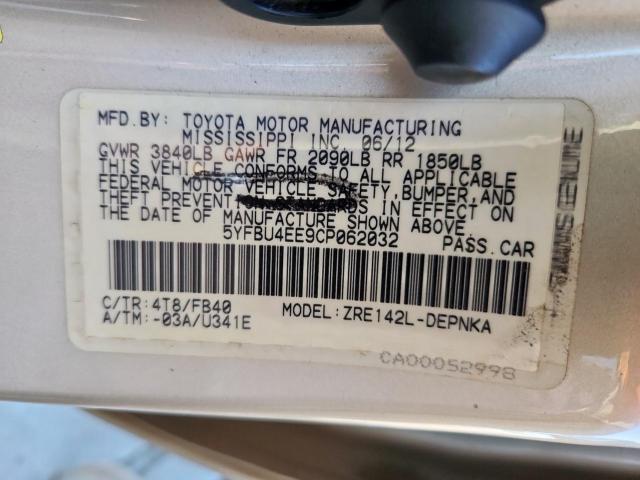 MFD.BY: TOYOTA MOTOR MANUFACTURING
MISSISSIPPI INC. 06/12
GVWR 3840LB GAWR FR 2090LB RR 1850LB
THIS VEHICLE CONFORMS TO ALL APPLICABLE
FEDERAL MOTOR VEHICLE SAFETY, BUMPER, AND
THEFT PREVENTION STANDARDS IN EFFECT ON
THE DATE OF MANUFACTURE SHOWN ABOVE.
5YFBU4EE9CP062032 PASS.CAR
C/TR:4T8/FB40 MODEL:ZRE142L-DEPNKA
A/TM:-03A/U341E
CA00052998